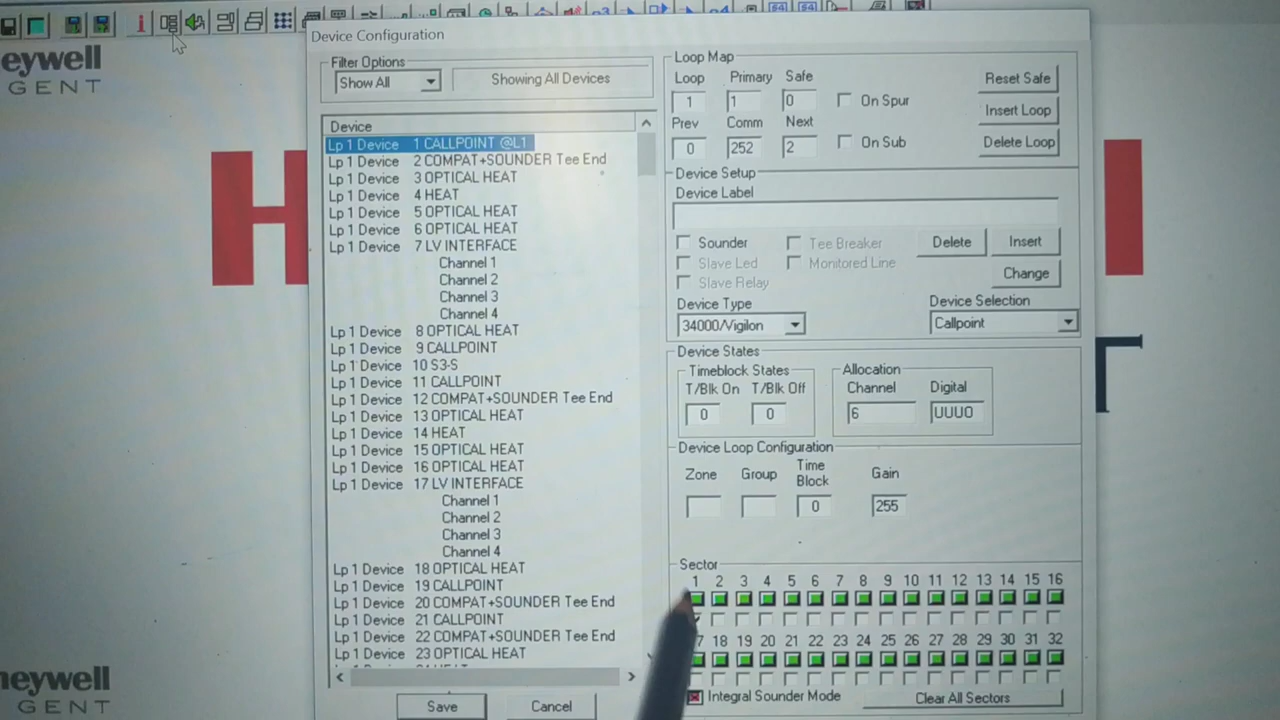 eywell
GENT
Device Configuration
Filter Options
Show All
Showing All Devices
Device
Lp 1 Device 1 CALLPOINT @L1
Lp 1 Device 2 COMPAT+SOUNDER Tee End
Lp 1 Device 3 OPTICAL HEAT
Lp 1 Device 4 HEAT
Lp 1 Device 5 OPTICAL HEAT
Lp 1 Device 6 OPTICAL HEAT
Lp 1 Device 7 LV INTERFACE
Channel 1
Channel 2
Channel 3
Channel 4
Lp 1 Device 8 OPTICAL HEAT
Lp 1 Device 9 CALLPOINT
Lp 1 Device 10 S3-S
Lp 1 Device 11 CALLPOINT
Lp 1 Device 12 COMPAT+SOUNDER Tee End
Lp 1 Device 13 OPTICAL HEAT
Lp 1 Device 14 HEAT
Lp 1 Device 15 OPTICAL HEAT
Lp 1 Device 16 OPTICAL HEAT
Lp 1 Device 17 LV INTERFACE
Channel 1
Channel 2
Channel 3
Channel 4
Lp 1 Device 18 OPTICAL HEAT
Lp 1 Device 19 CALLPOINT
Lp 1 Device 20 COMPAT+SOUNDER Tee End
Lp 1 Device 21 CALLPOINT
Lp 1 Device 22 COMPAT+SOUNDER Tee End
Lp 1 Device 23 OPTICAL HEAT
Save Cancel
Loop Map
Loop Primary Safe
1 1 0 On Spur
Prev Comm Next
0 252 2 On Sub
Reset Safe
Insert Loop
Delete Loop
Device Setup
Device Label
Sounder Tee Breaker Delete Insert
Slave Led Monitored Line
Change
Slave Relay
Device Type Device Selection
34000/Vigilon Callpoint
Device States
Timeblock States Allocation
T/Blk On T/Blk Off Channel Digital
0 0 6 UUU0
Device Loop Configuration
Zone Group Time Block Gain
0 255
Sector
1 2 3 4 5 6 7 8 9 10 11 12 13 14 15 16
7 18 19 20 21 22 23 24 25 26 27 28 29 30 31 32
Integral Sounder Mode Clear All Sectors
H
neywell
GENT